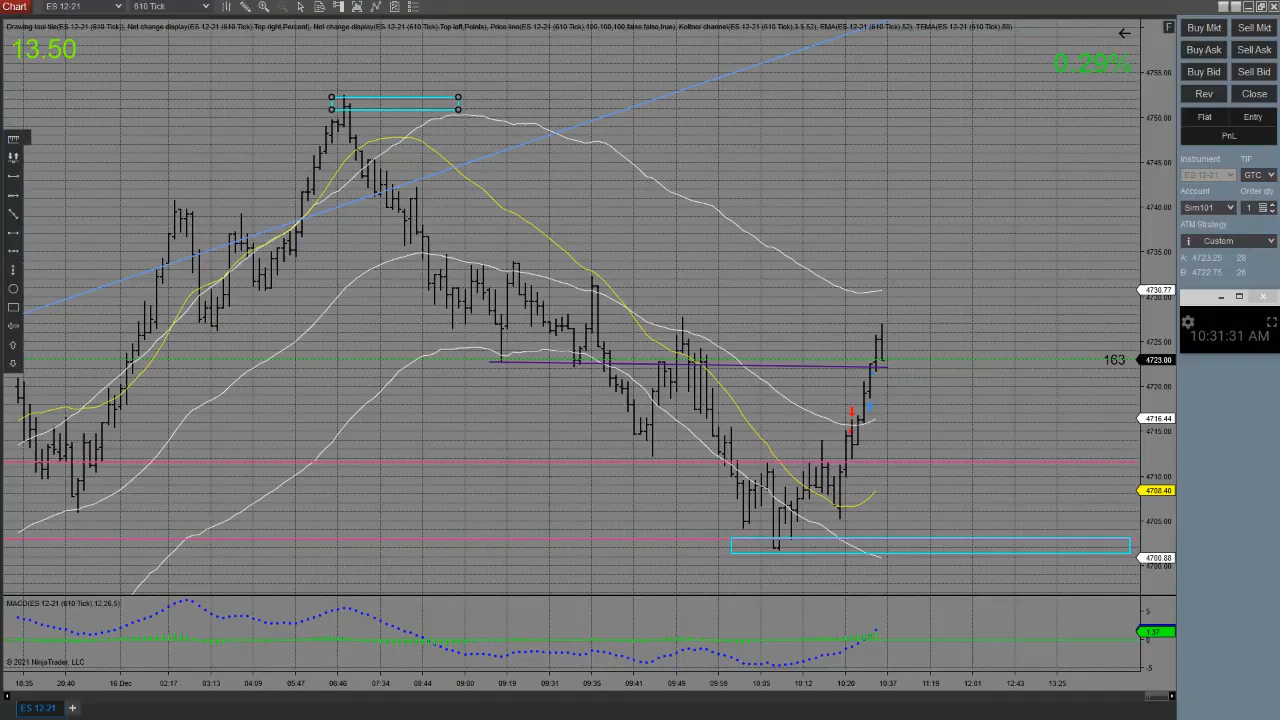 Chart ES 12-21 610 Tick
Drawing tool tile(ES 12-21 (610 Tick)), Net change display(ES 12-21 (610 Tick),Top right,Percent), Net change display(ES 12-21 (610 Tick),Top left,Points), Price line(ES 12-21 (610 Tick),100,100,100,false,false,true), Keltner channel(ES 12-21 (610 Tick),3.5,52), EMA(ES 12-21 (610 Tick),52), TEMA(ES 12-21 (610 Tick),89)
F
13.50
0.29%
4755.00
4750.00
4745.00
4740.00
4735.00
4730.77
4730.00
4725.00
163
4723.00
4720.00
4716.44
4715.00
4710.00
4708.40
4705.00
4700.88
4700.00
MACD(ES 12-21 (610 Tick),12,26,5)
5
1.37
-5
© 2021 NinjaTrader, LLC
18:35 20:40 16 Dec 02:17 03:13 04:09 05:57 06:46 07:34 08:44 09:00 09:19 09:35 09:49 09:59 10:05 10:12 10:20 10:37 11:19 12:01 12:43 13:25
ES 12-21 +
Buy Mkt Sell Mkt
Buy Ask Sell Ask
Buy Bid Sell Bid
Rev Close
Flat Entry
PnL
Instrument TIF
ES 12-21 GTC
Account Order qty
Sim101 1
ATM Strategy
Custom
A: 4723.25 28
B: 4722.75 26
10:31:31 AM